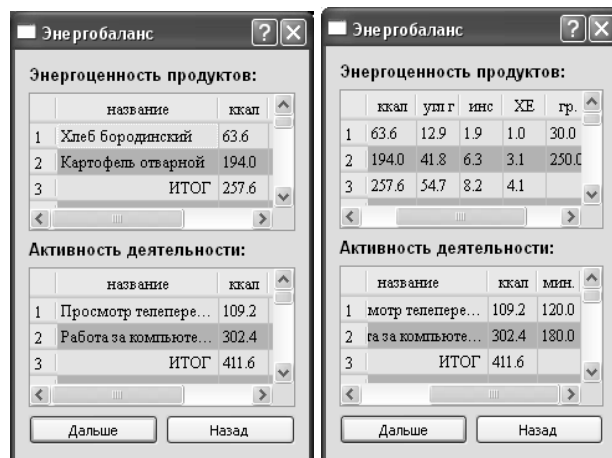 Энергобаланс
Энергоценность продуктов:
название ккал
1 Хлеб бородинский 63.6
2 Картофель отварной 194.0
3 ИТОГ 257.6
Активность деятельности:
название ккал
1 Просмотр телепере... 109.2
2 Работа за компьюте... 302.4
3 ИТОГ 411.6
Дальше Назад
Энергобаланс
Энергоценность продуктов:
ккал угл г инс ХЕ гр.
1 63.6 12.9 1.9 1.0 30.0
2 194.0 41.8 6.3 3.1 250.0
3 257.6 54.7 8.2 4.1
Активность деятельности:
название ккал мин.
1 мотр телепере... 109.2 120.0
2 та за компьюте... 302.4 180.0
3 ИТОГ 411.6
Дальше Назад